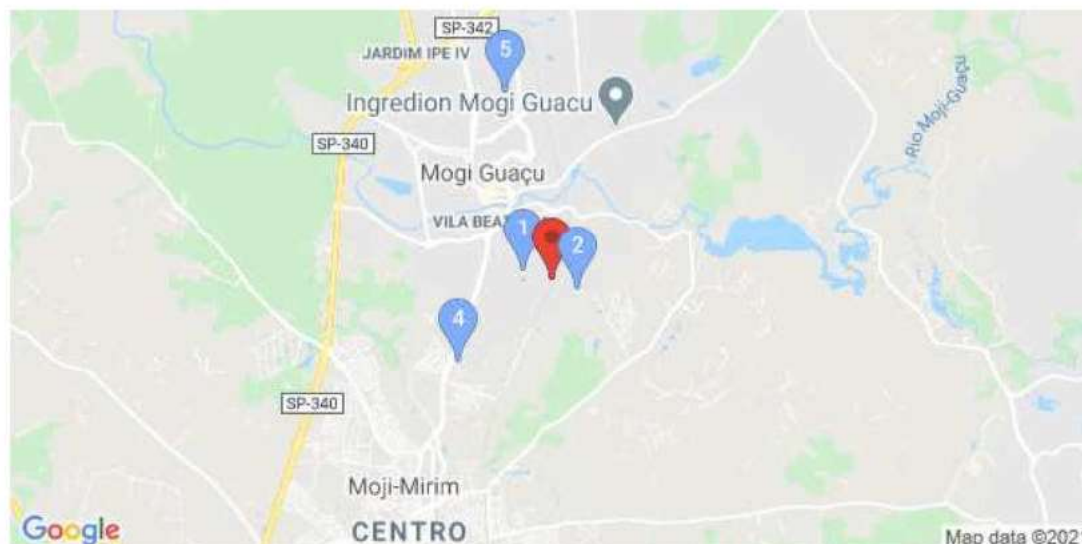 SP-342
JARDIM IPE IV
5
Ingredion Mogi Guacu
Rio Moji-Guaçu
SP-340
Mogi Guaçu
VILA BEA
1
2
4
SP-340
Moji-Mirim
CENTRO
Google
Map data ©202